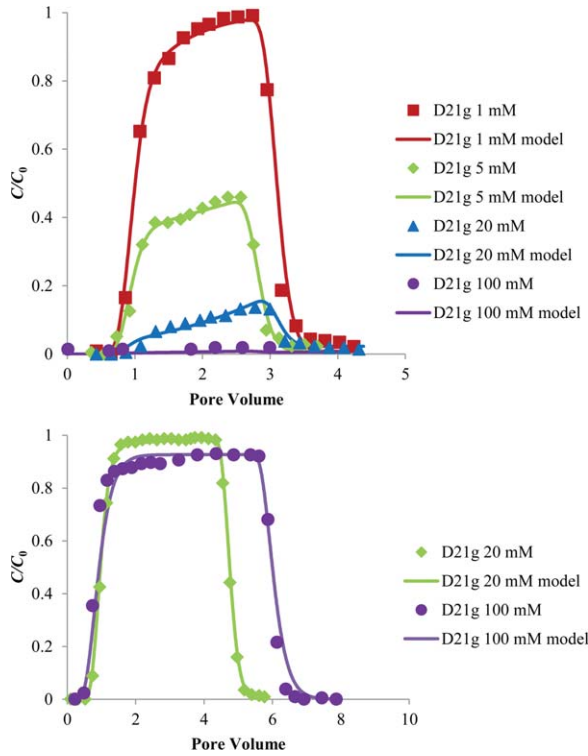 1
0.8
0.6
0.4
0.2
0
C/C0
0 1 2 3 4 5
Pore Volume
D21g 1 mM
D21g 1 mM model
D21g 5 mM
D21g 5 mM model
D21g 20 mM
D21g 20 mM model
D21g 100 mM
D21g 100 mM model
1
0.8
0.6
0.4
0.2
0
C/C0
0 2 4 6 8 10
Pore Volume
D21g 20 mM
D21g 20 mM model
D21g 100 mM
D21g 100 mM model